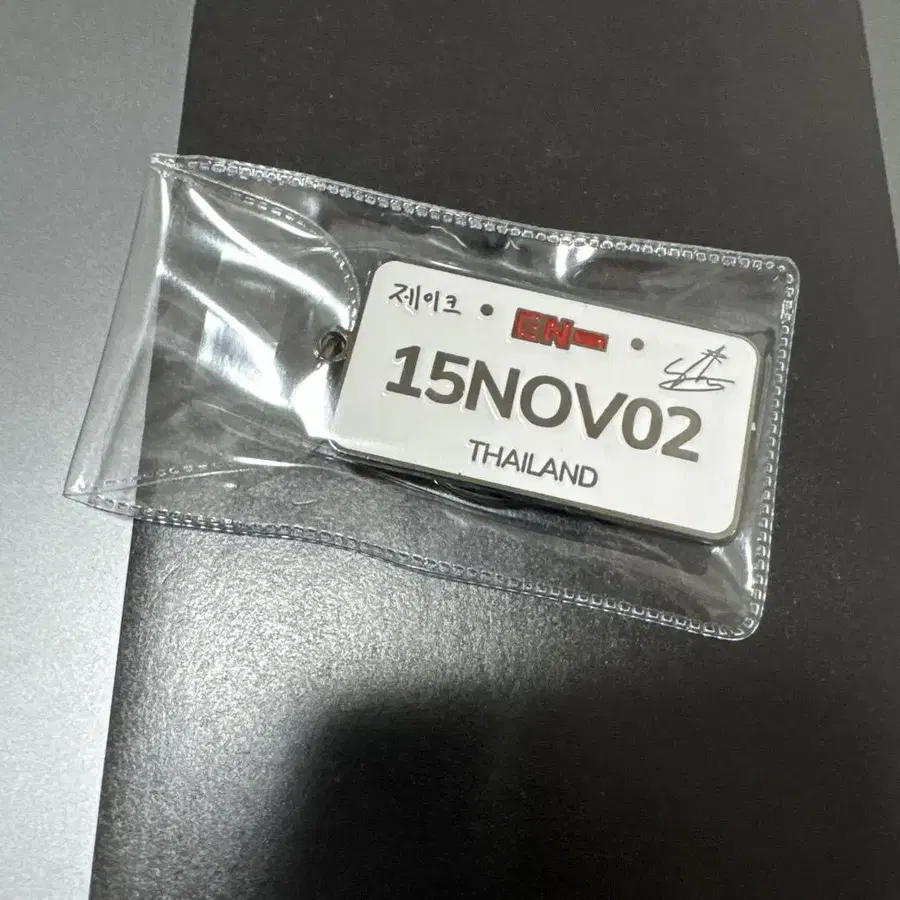 제이크
EN-
15NOV02
THAILAND